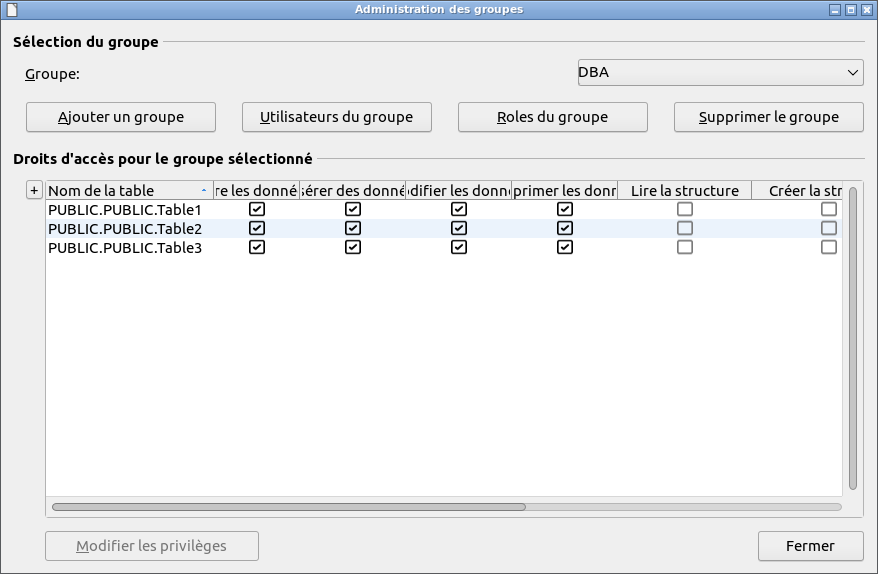 Administration des groupes
Sélection du groupe
Groupe:
DBA
Ajouter un groupe
Utilisateurs du groupe
Roles du groupe
Supprimer le groupe
Droits d'accès pour le groupe sélectionné
+ Nom de la table re les donné sérer des donné difier les donn primer les donr Lire la structure Créer la str
PUBLIC.PUBLIC.Table1
PUBLIC.PUBLIC.Table2
PUBLIC.PUBLIC.Table3
Modifier les privilèges
Fermer